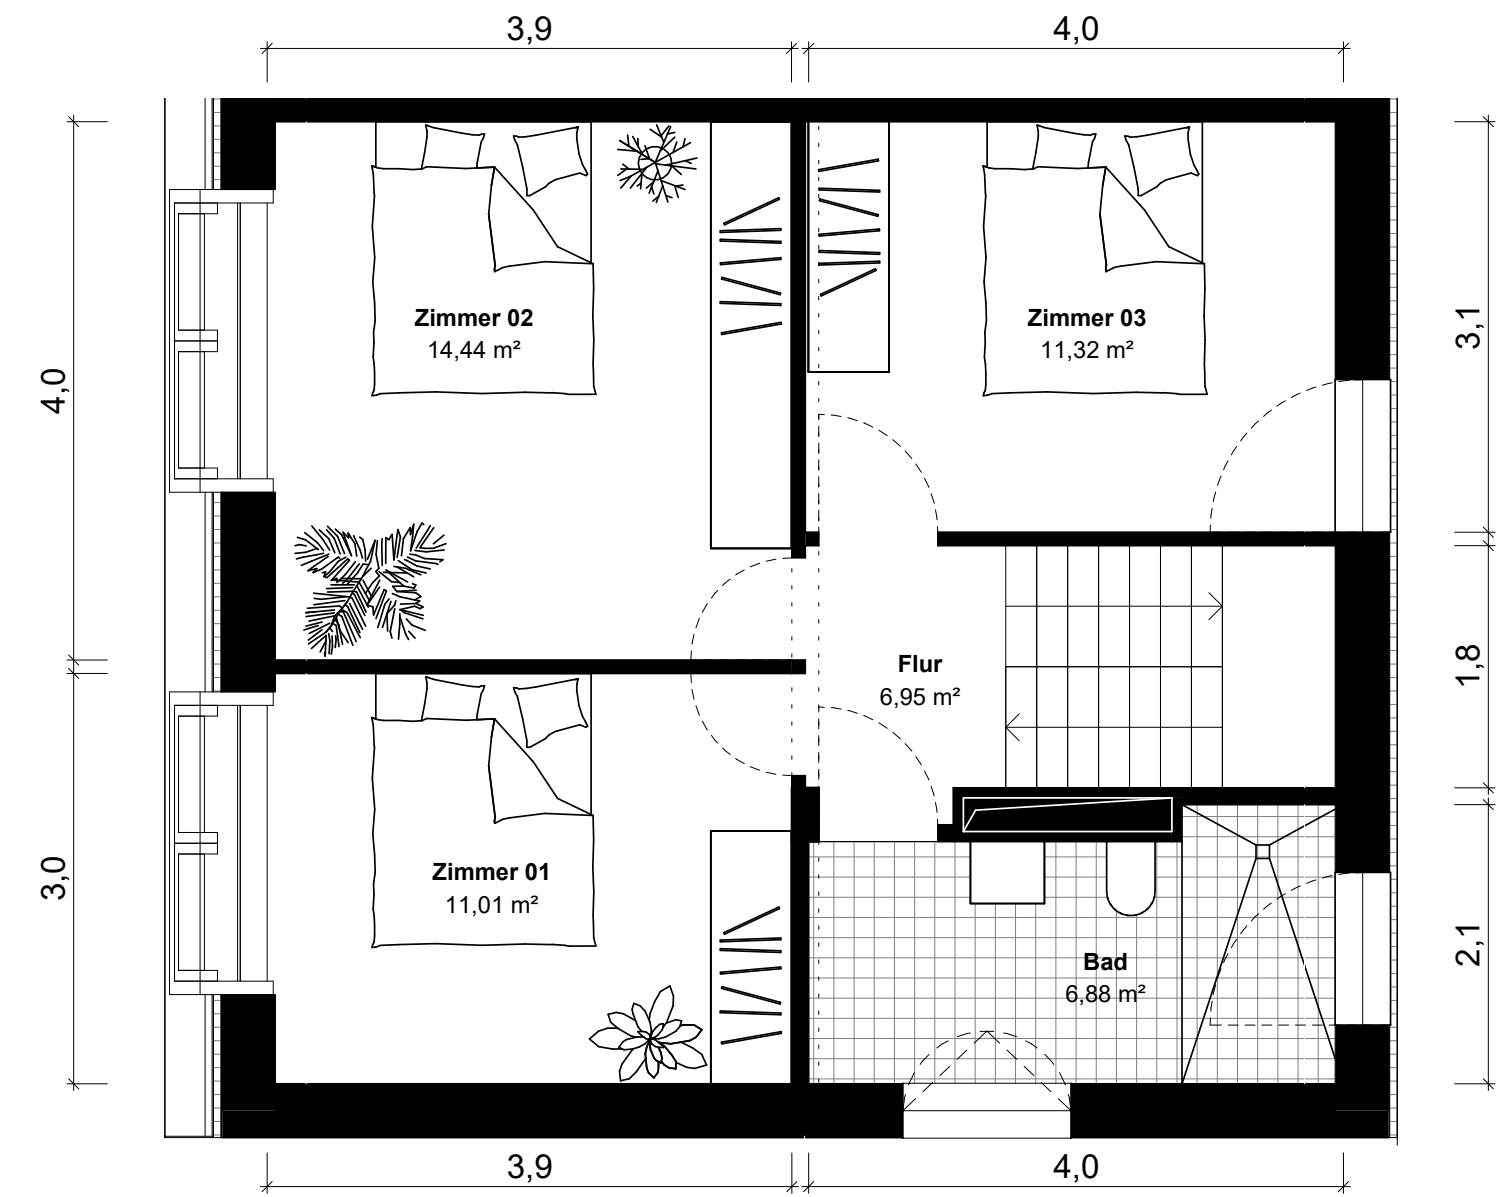 3,9
4,0
Zimmer 02
14,44 m²
Zimmer 03
11,32 m²
3,1
4,0
Flur
6,95 m²
1,8
Zimmer 01
11,01 m²
3,0
Bad
6,88 m²
2,1
3,9
4,0